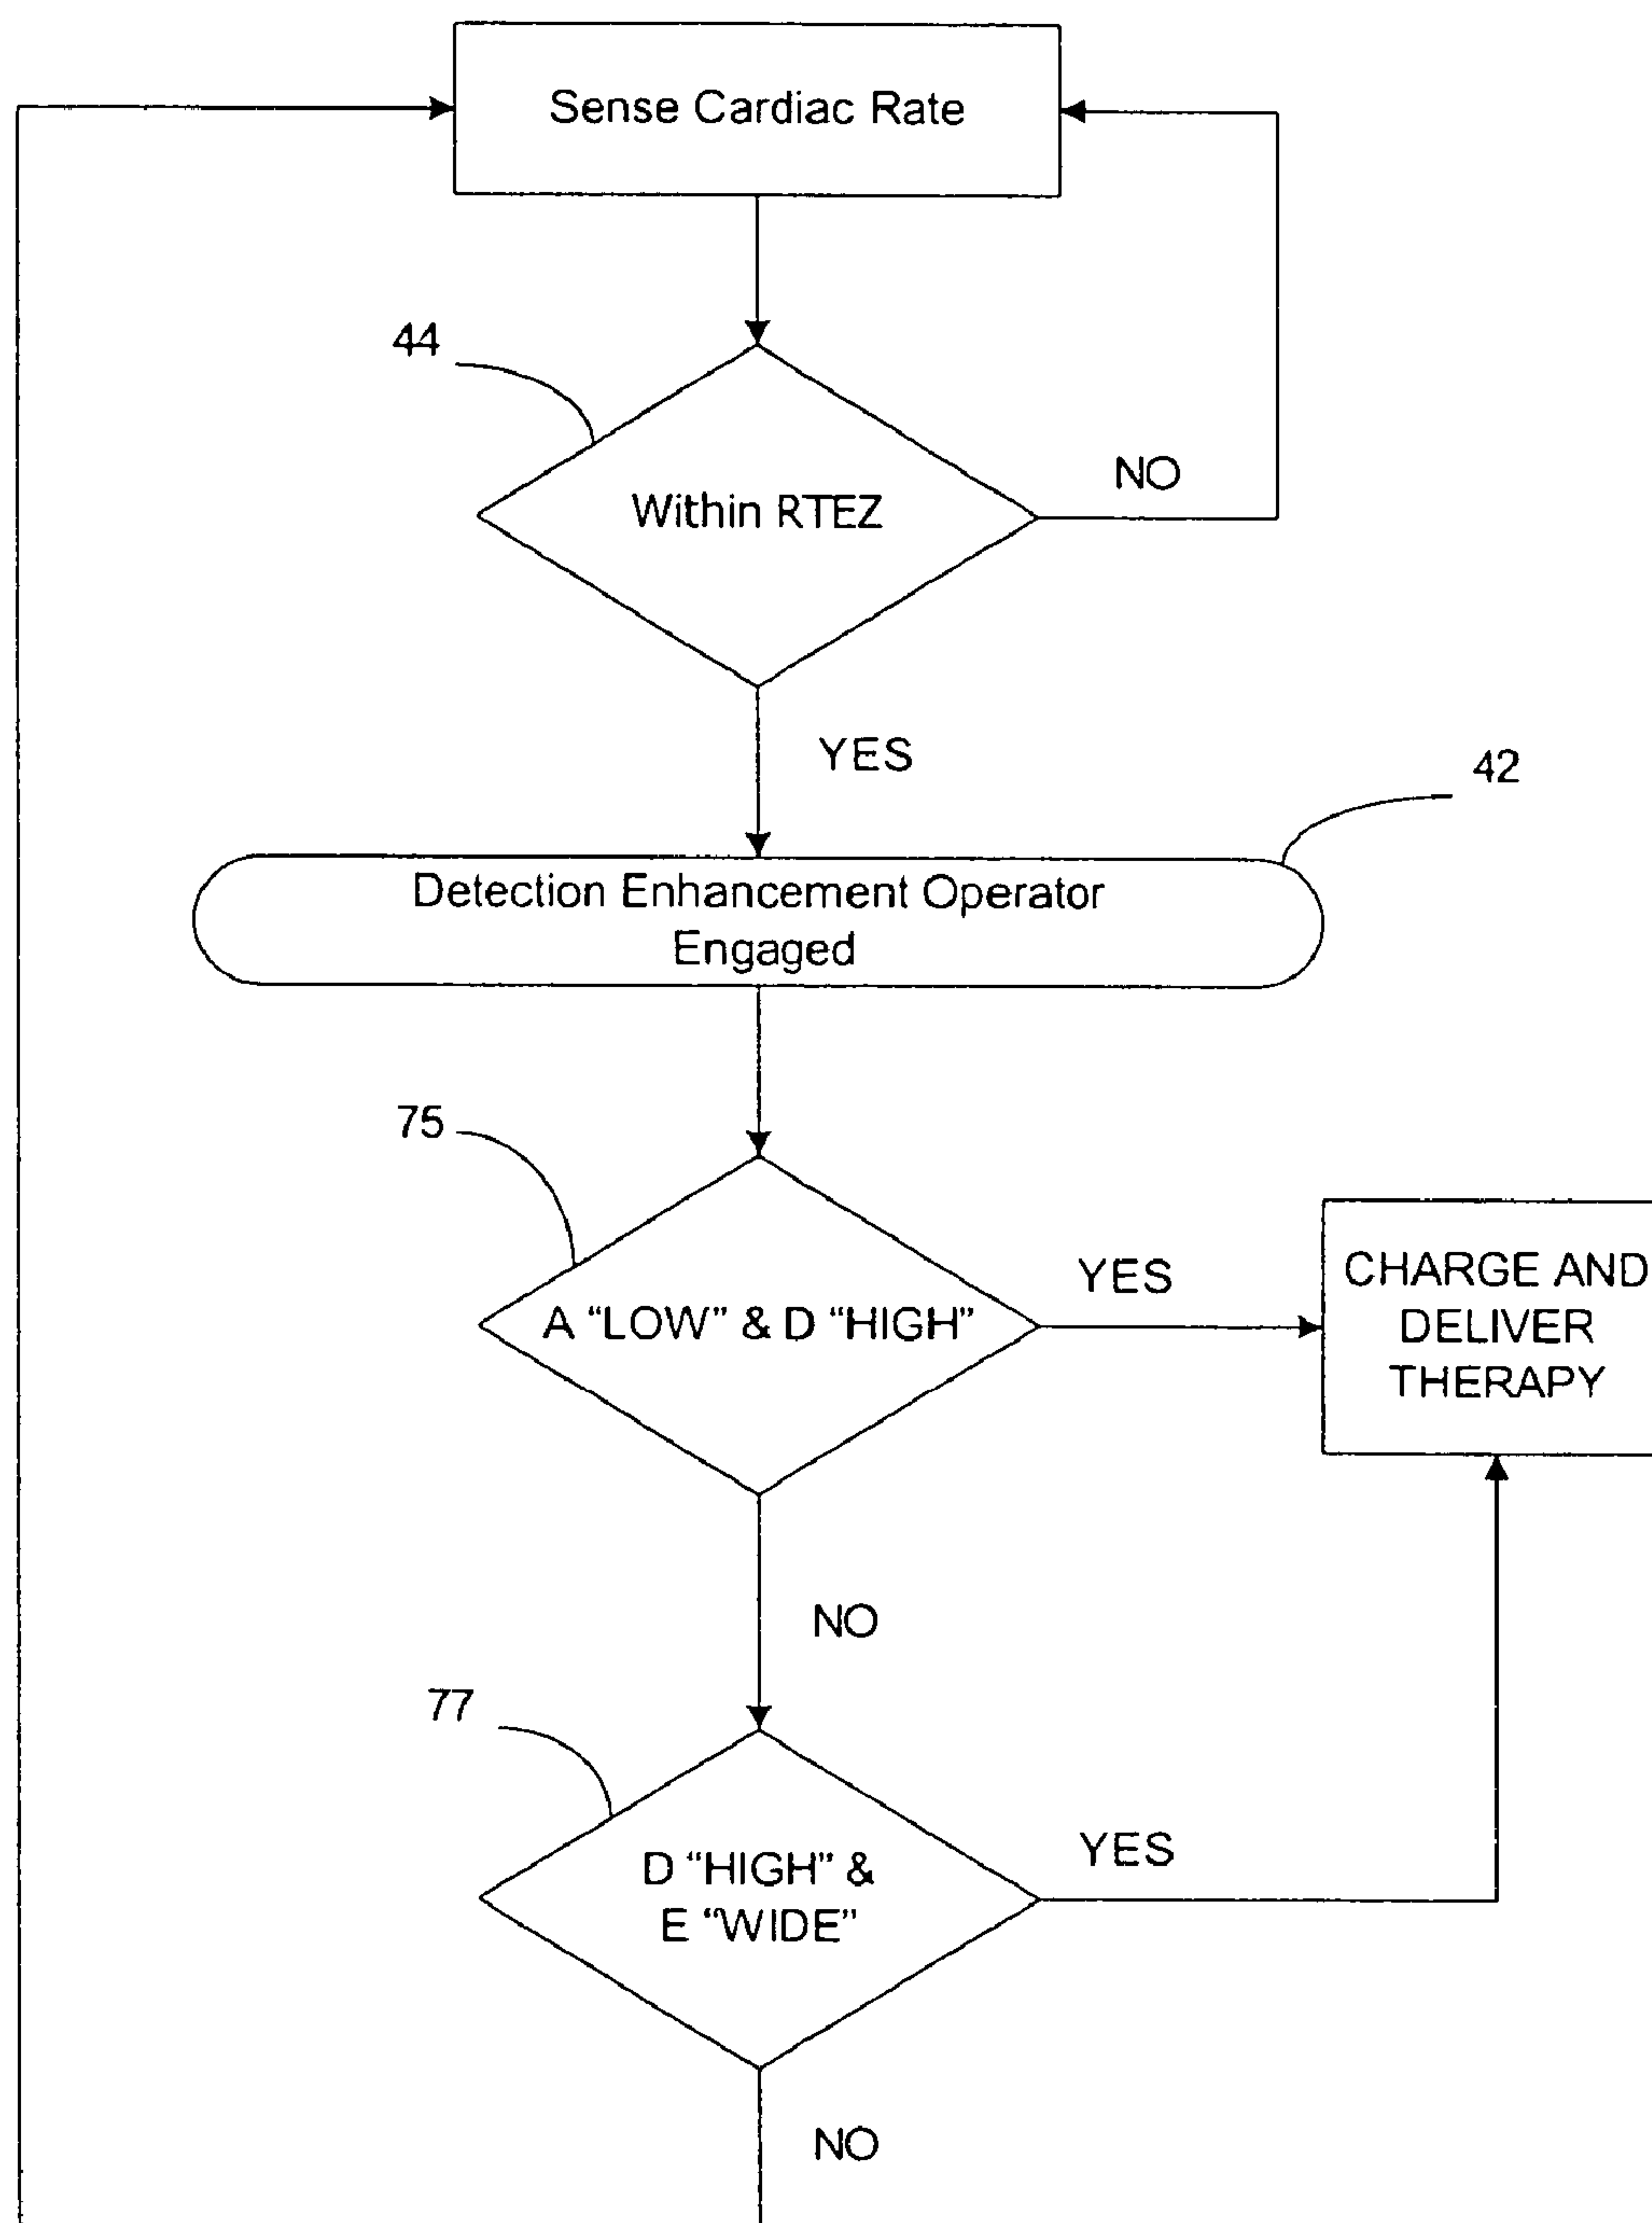 Sense Cardiac Rate
44
Within RTEZ
NO
YES
42
Detection Enhancement Operator
Engaged
75
A “LOW” & D “HIGH”
YES
CHARGE AND
DELIVER
THERAPY
NO
77
D “HIGH” &
E “WIDE”
YES
NO